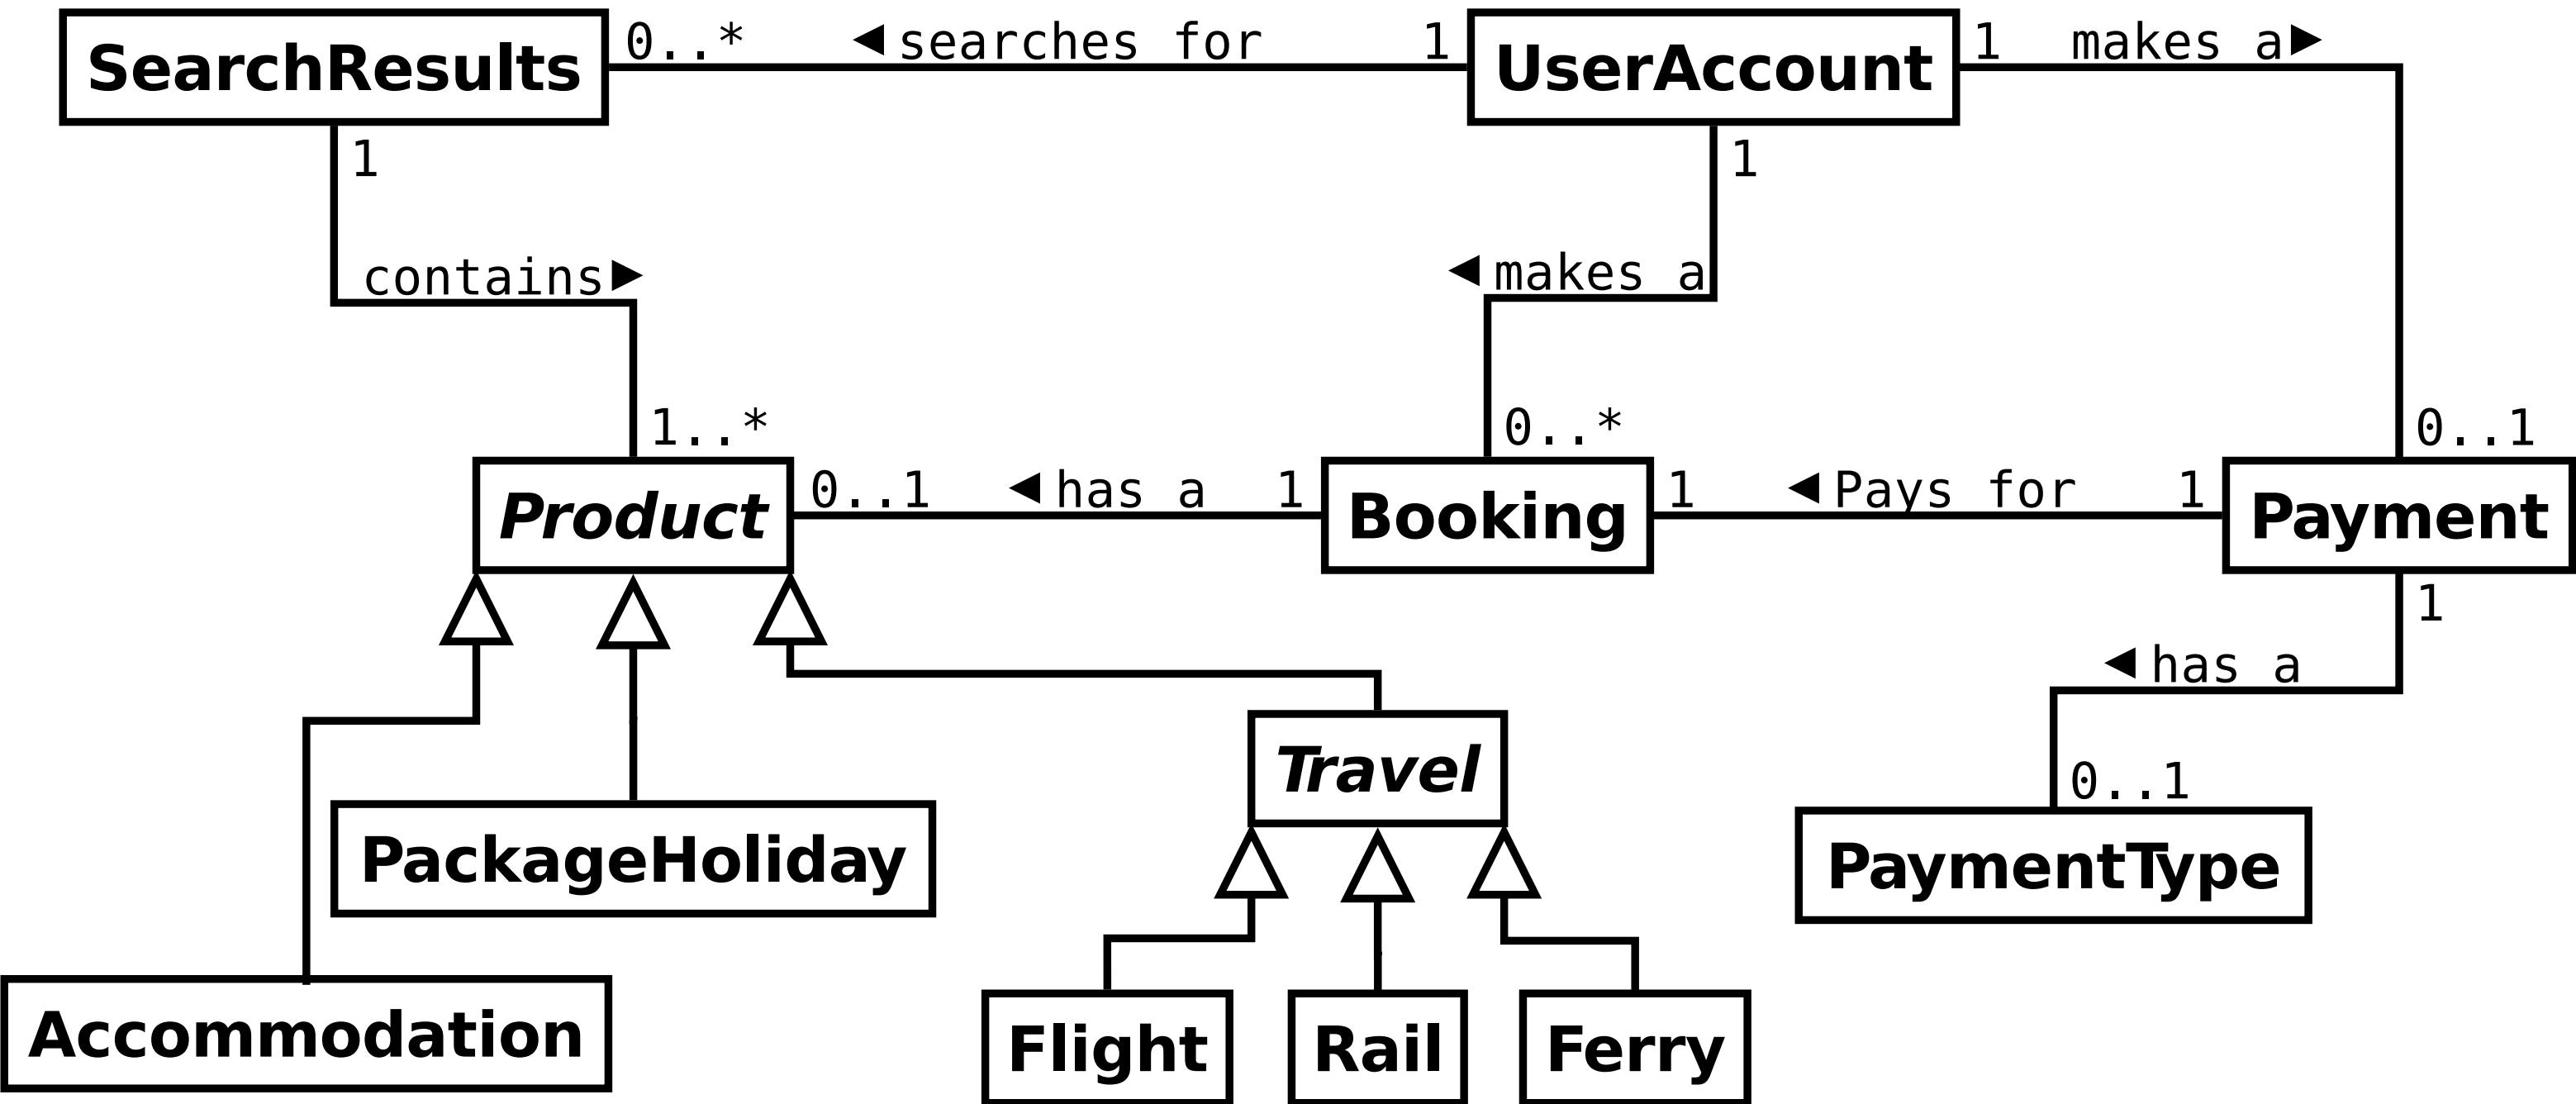 SearchResults 0..* ◄ searches for 1 UserAccount 1 makes a►
1
1
contains►
◄ makes a
1..*
0..*
0..1
Product 0..1 ◄ has a 1 Booking 1 ◄ Pays for 1 Payment
1
◄ has a
Travel
0..1
PackageHoliday
PaymentType
Accommodation
Flight
Rail
Ferry